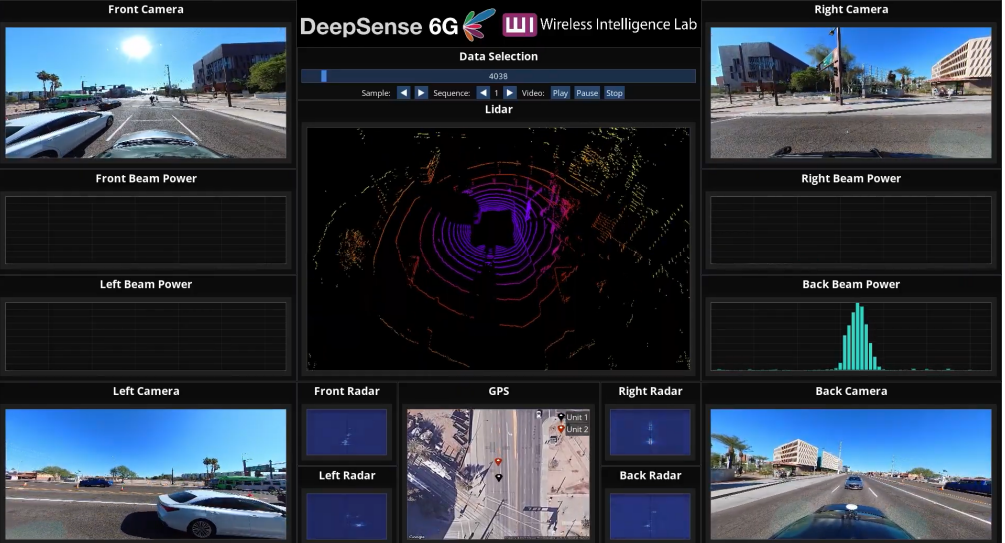 Front Camera
DeepSense 6G
WI Wireless Intelligence Lab
Right Camera
Data Selection
4038
Sample: Sequence: 1 Video: Play Pause Stop
Lidar
Front Beam Power
Right Beam Power
Left Beam Power
Back Beam Power
Left Camera
Front Radar
GPS
Right Radar
Back Camera
Unit 1
Unit 2
Left Radar
Back Radar
Google